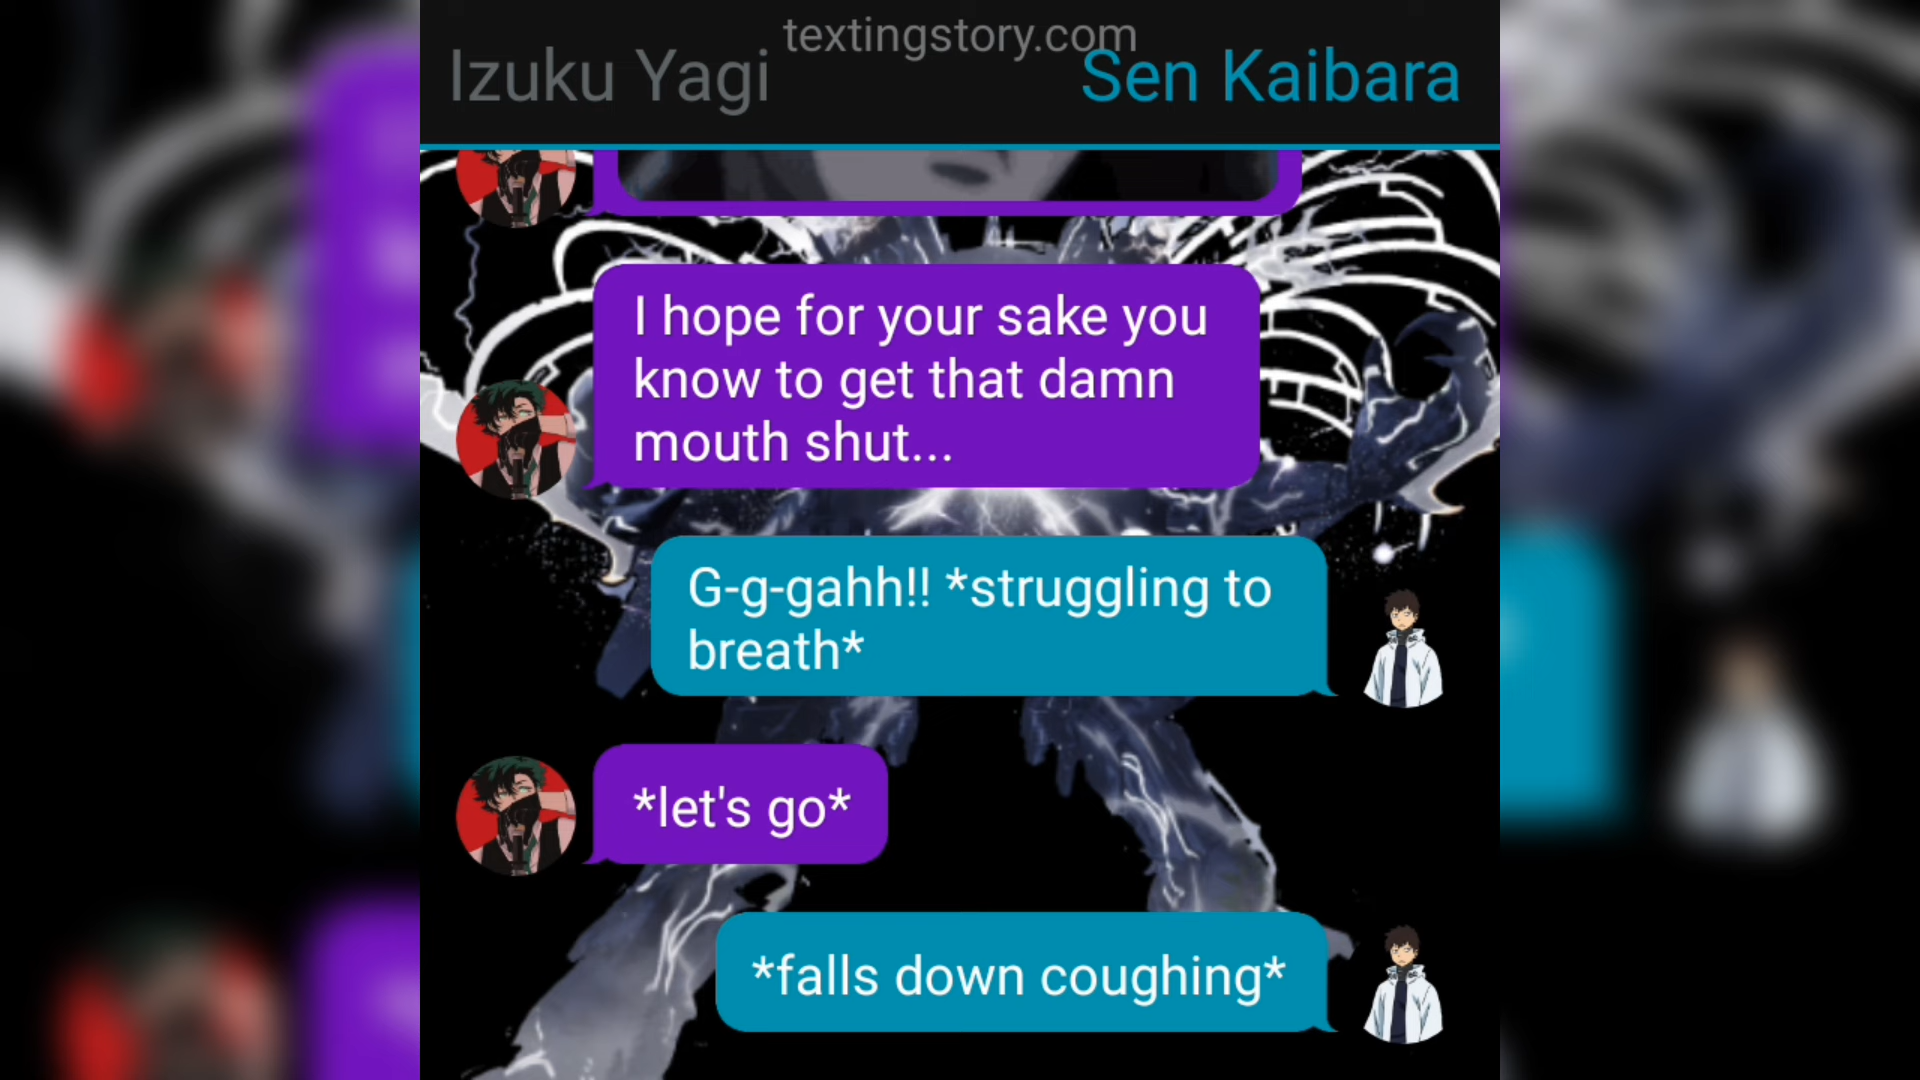 textingstory.com
Izuku Yagi
Sen Kaibara
I hope for your sake you
know to get that damn
mouth shut...
G-g-gahh!! *struggling to
breath*
*let's go*
*falls down coughing*